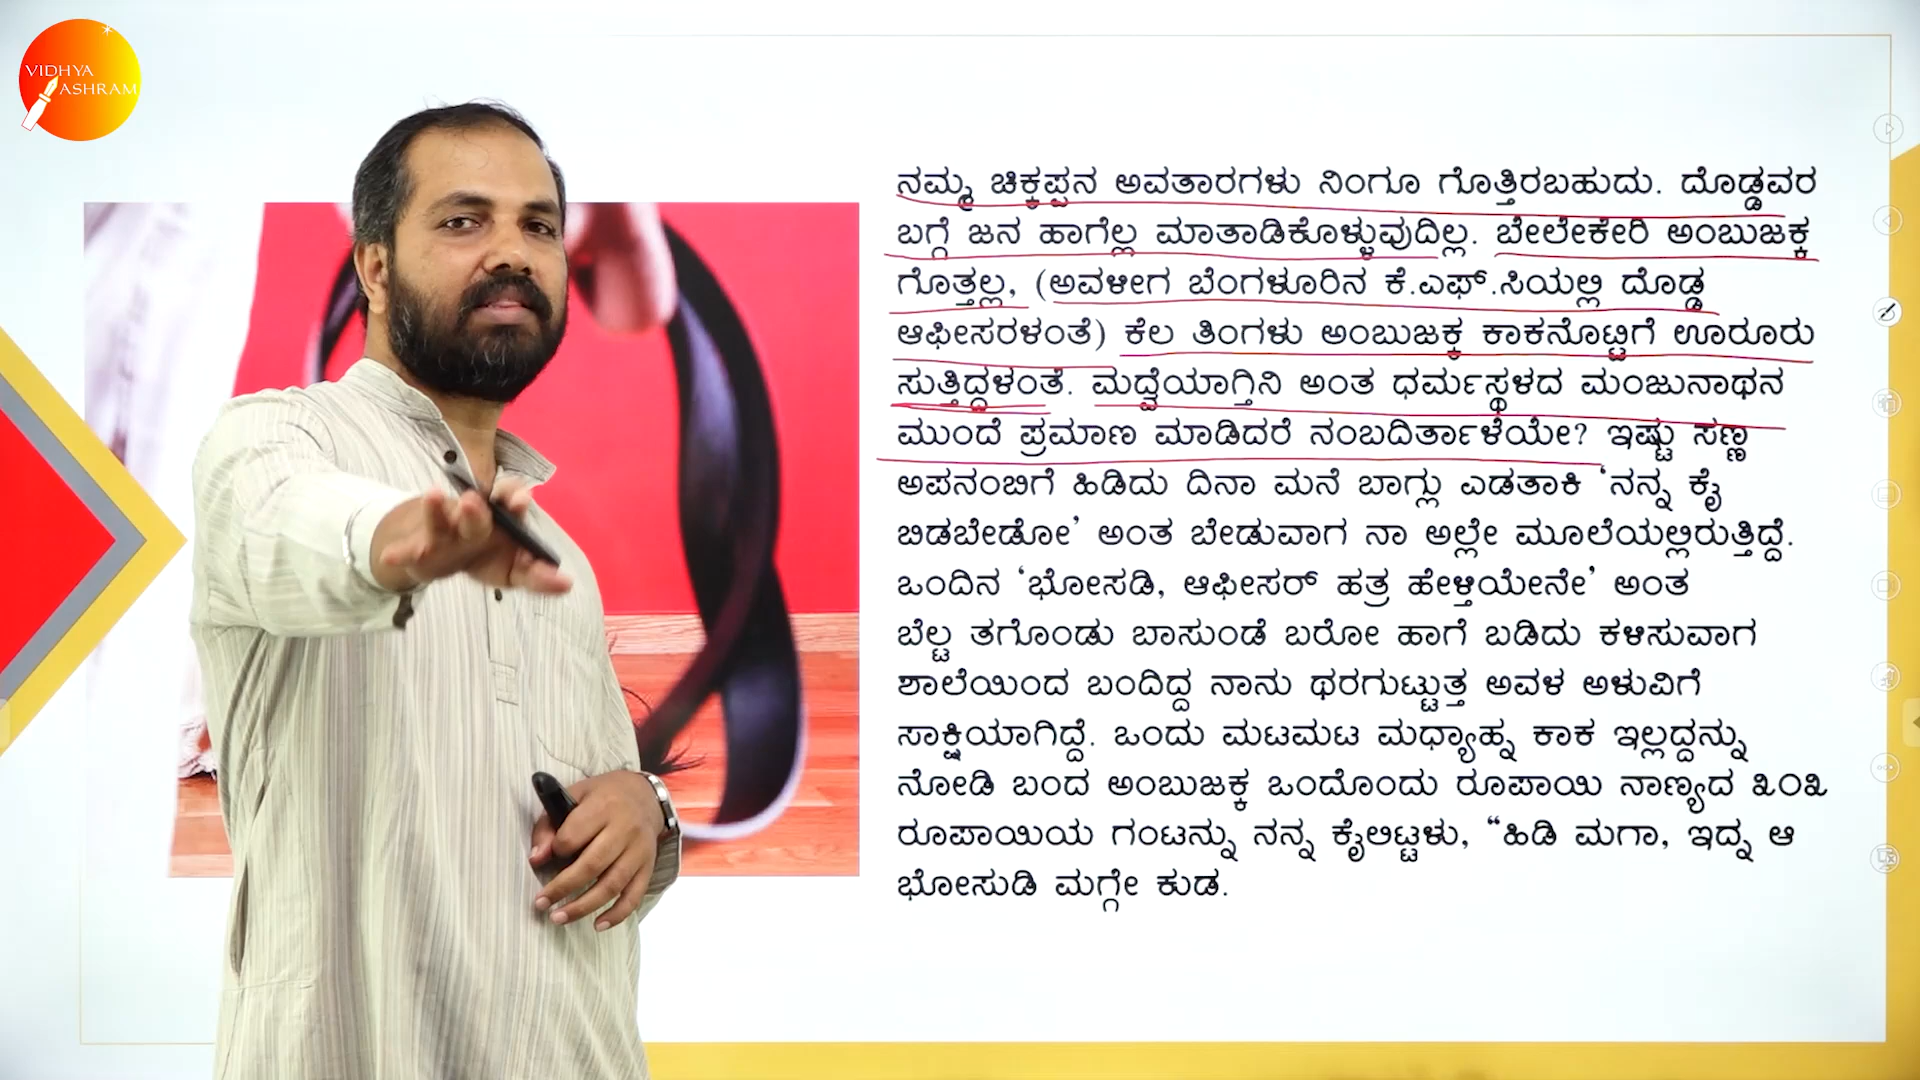 VIDHYA
ASHRAM
ನಮ್ಮ ಚಿಕ್ಕಪ್ಪನ ಅವತಾರಗಳು ನಿಂಗೂ ಗೊತ್ತಿರಬಹುದು. ದೊಡ್ಡವರ
ಬಗ್ಗೆ ಜನ ಹಾಗೆಲ್ಲ ಮಾತಾಡಿಕೊಳ್ಳುವುದಿಲ್ಲ. ಬೇಲೇಕೇರಿ ಅಂಬುಜಕ್ಕ
ಗೊತ್ತಲ್ಲ, (ಅವಳೀಗ ಬೆಂಗಳೂರಿನ ಕೆ.ಎಫ್.ಸಿಯಲ್ಲಿ ದೊಡ್ಡ
ಆಫೀಸರಳಂತೆ) ಕೆಲ ತಿಂಗಳು ಅಂಬುಜಕ್ಕ ಕಾಕನೊಟ್ಟಿಗೆ ಊರೂರು
ಸುತ್ತಿದ್ದಳಂತೆ. ಮದ್ವೆಯಾಗ್ತಿನಿ ಅಂತ ಧರ್ಮಸ್ಥಳದ ಮಂಜುನಾಥನ
ಮುಂದೆ ಪ್ರಮಾಣ ಮಾಡಿದರೆ ನಂಬದಿರ್ತಾಳೆಯೇ? ಇಷ್ಟು ಸಣ್ಣ
ಅಪನಂಬಿಗೆ ಹಿಡಿದು ದಿನಾ ಮನೆ ಬಾಗ್ಲು ಎಡತಾಕಿ ‘ನನ್ನ ಕೈ
ಬಿಡಬೇಡೋ’ ಅಂತ ಬೇಡುವಾಗ ನಾ ಅಲ್ಲೇ ಮೂಲೆಯಲ್ಲಿರುತ್ತಿದ್ದೆ.
ಒಂದಿನ ‘ಭೋಸಡಿ, ಆಫೀಸರ್ ಹತ್ರ ಹೇಳ್ತಿಯೇನೇ’ ಅಂತ
ಬೆಲ್ಟ ತಗೊಂಡು ಬಾಸುಂಡೆ ಬರೋ ಹಾಗೆ ಬಡಿದು ಕಳಿಸುವಾಗ
ಶಾಲೆಯಿಂದ ಬಂದಿದ್ದ ನಾನು ಥರಗುಟ್ಟುತ್ತ ಅವಳ ಅಳುವಿಗೆ
ಸಾಕ್ಷಿಯಾಗಿದ್ದೆ. ಒಂದು ಮಟಮಟ ಮಧ್ಯಾಹ್ನ ಕಾಕ ಇಲ್ಲದ್ದನ್ನು
ನೋಡಿ ಬಂದ ಅಂಬುಜಕ್ಕ ಒಂದೊಂದು ರೂಪಾಯಿ ನಾಣ್ಯದ ೩೦೩
ರೂಪಾಯಿಯ ಗಂಟನ್ನು ನನ್ನ ಕೈಲಿಟ್ಟಳು, “ಹಿಡಿ ಮಗಾ, ಇದ್ನ ಆ
ಭೋಸುಡಿ ಮಗ್ಗೇ ಕುಡ.